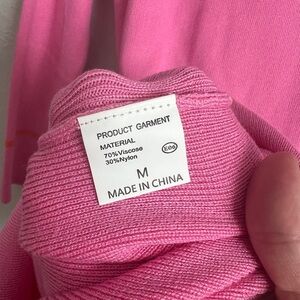 PRODUCT GARMENT
MATERIAL
70%Viscose
30%Nylon
M
MADE IN CHINA